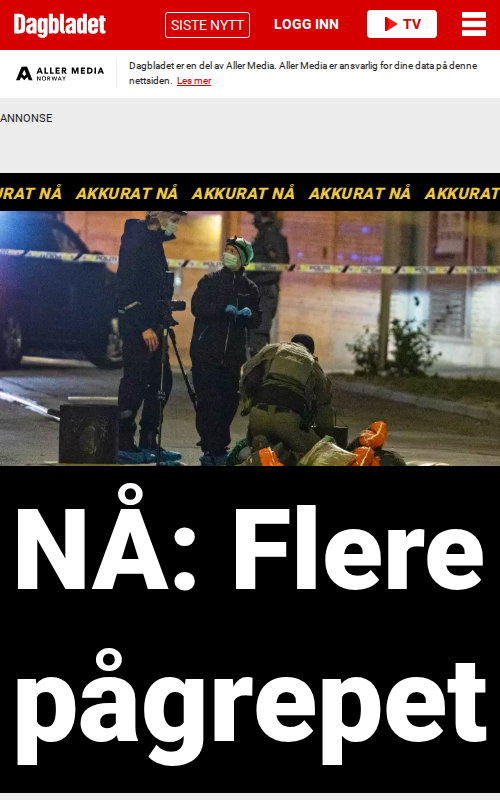 Dagbladet SISTE NYTT LOGG INN TV
ALLER MEDIA
NORWAY
Dagbladet er en del av Aller Media. Aller Media er ansvarlig for dine data på denne
nettsiden. Les mer
ANNONSE
URAT NÅ AKKURAT NÅ AKKURAT NÅ AKKURAT NÅ AKKURAT
NÅ: Flere
pågrepet